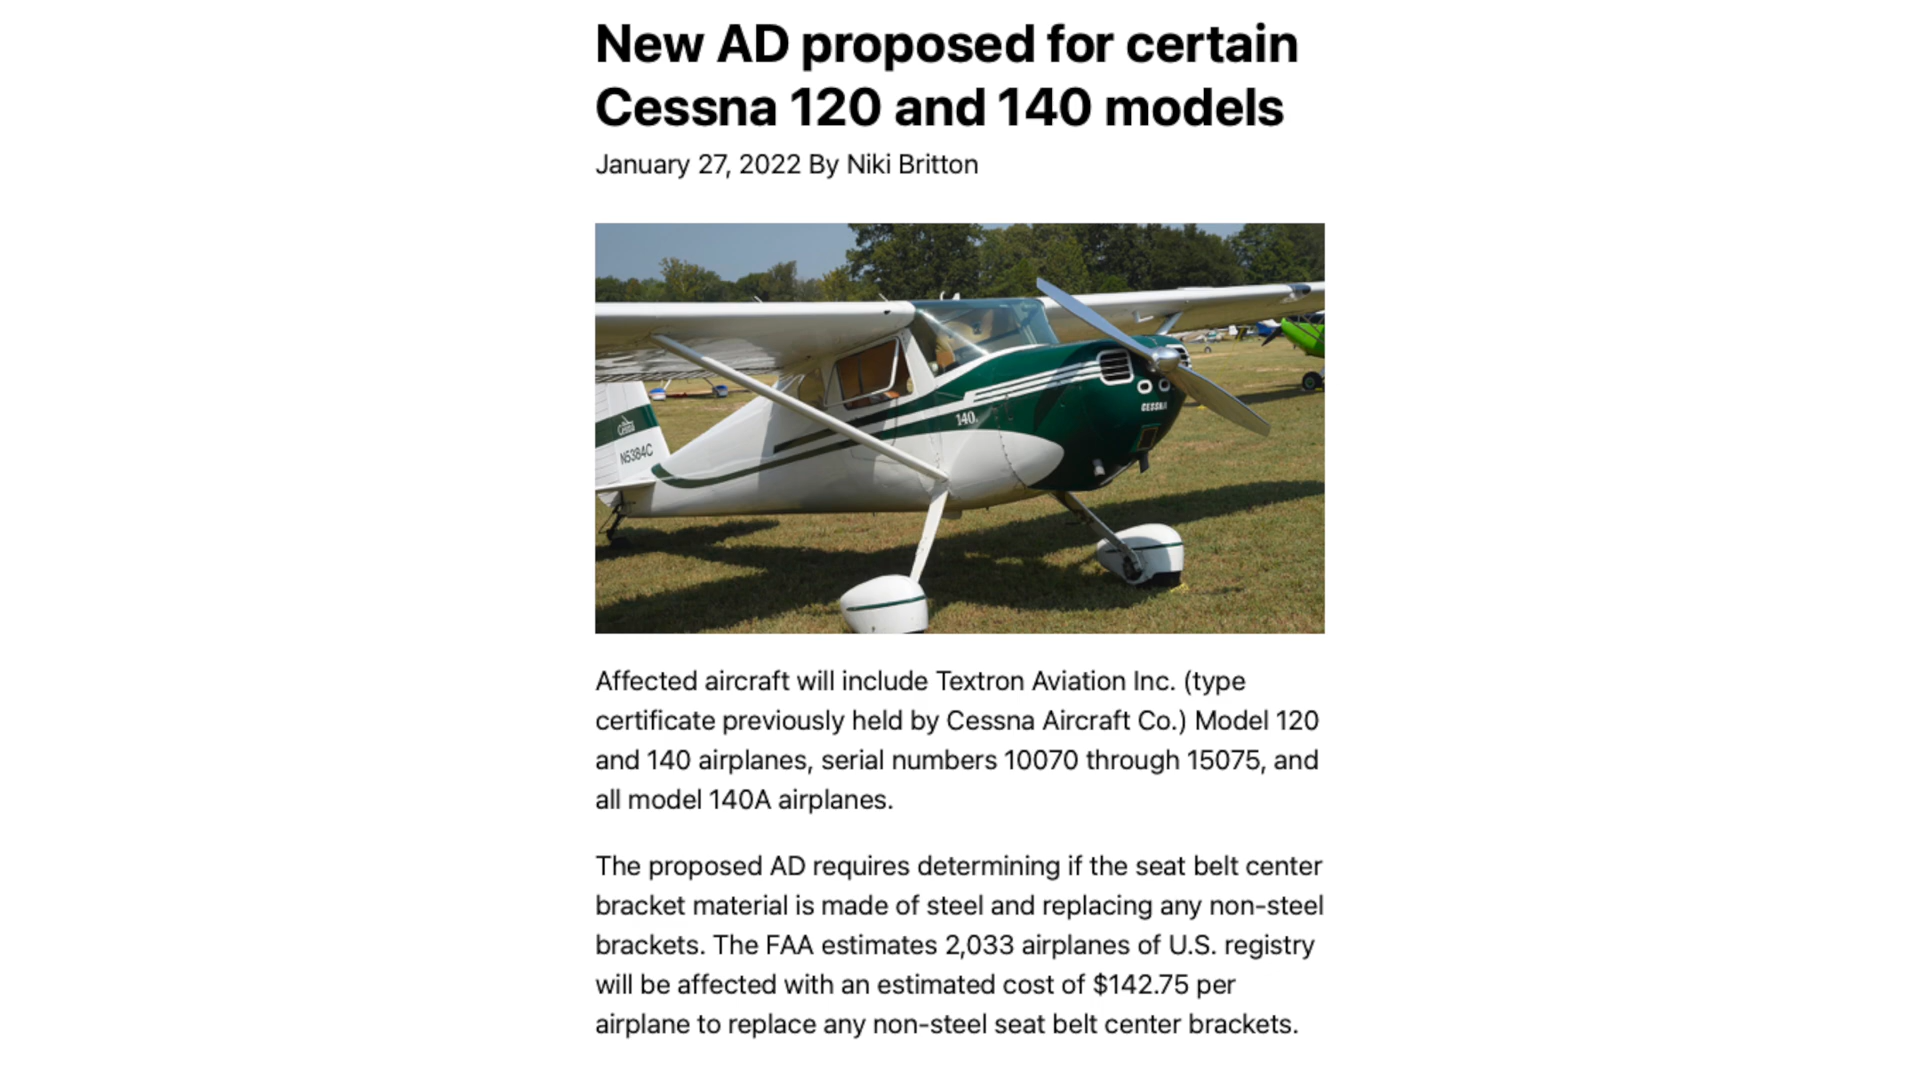 New AD proposed for certain
Cessna 120 and 140 models
January 27, 2022 By Niki Britton
140
CESSNA
Cessna
N5384C
Affected aircraft will include Textron Aviation Inc. (type
certificate previously held by Cessna Aircraft Co.) Model 120
and 140 airplanes, serial numbers 10070 through 15075, and
all model 140A airplanes.
The proposed AD requires determining if the seat belt center
bracket material is made of steel and replacing any non-steel
brackets. The FAA estimates 2,033 airplanes of U.S. registry
will be affected with an estimated cost of $142.75 per
airplane to replace any non-steel seat belt center brackets.